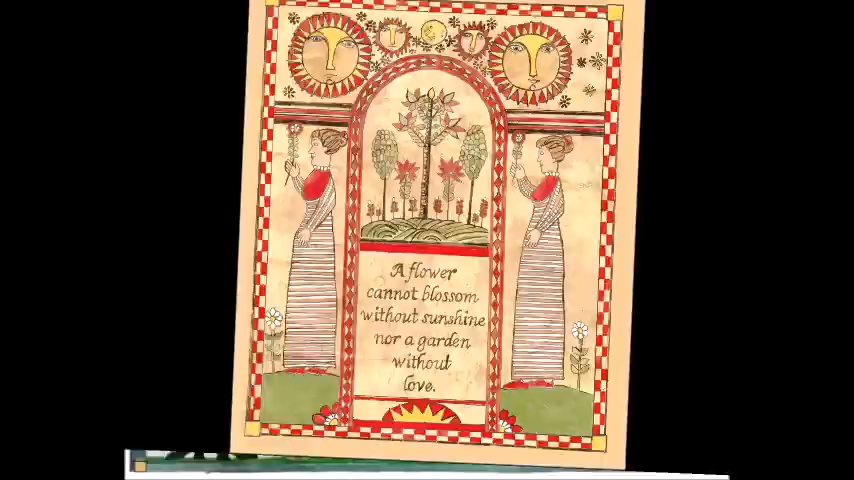 A flower
cannot blossom
without sunshine
nor a garden
without
love.